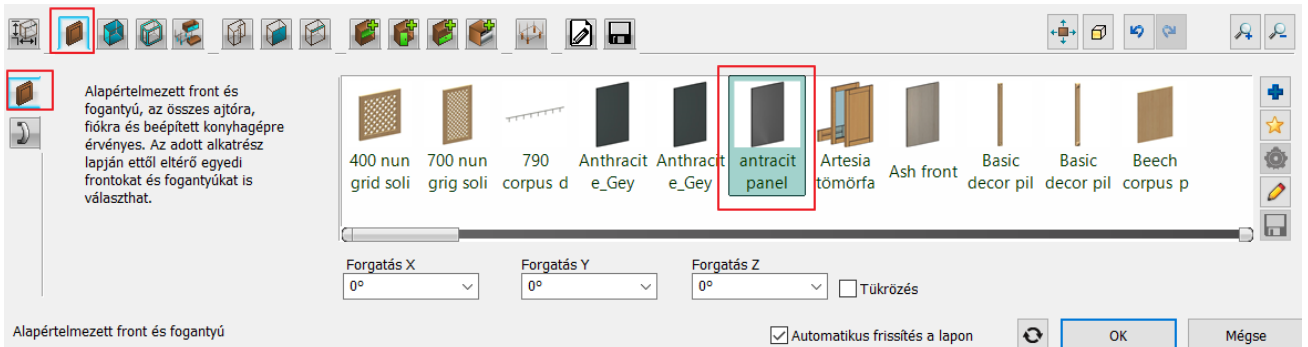 Alapértelmezett front és
fogantyú, az összes ajtóra,
fiókra és beépített konyhagépre
érvényes. Az adott alkatrész
lapján ettől eltérő egyedi
frontokat és fogantyúkat is
választhat.
400 nun
grid soli
700 nun
grig soli
790
corpus d
Anthracit
e_Gey
Anthracit
e_Gey
antracit
panel
Artesia
tömörfa
Ash front
Basic
decor pil
Basic
decor pil
Beech
corpus p
Forgatás X
Forgatás Y
Forgatás Z
0°
0°
0°
Tükrözés
Alapértelmezett front és fogantyú
Automatikus frissítés a lapon
OK
Mégse